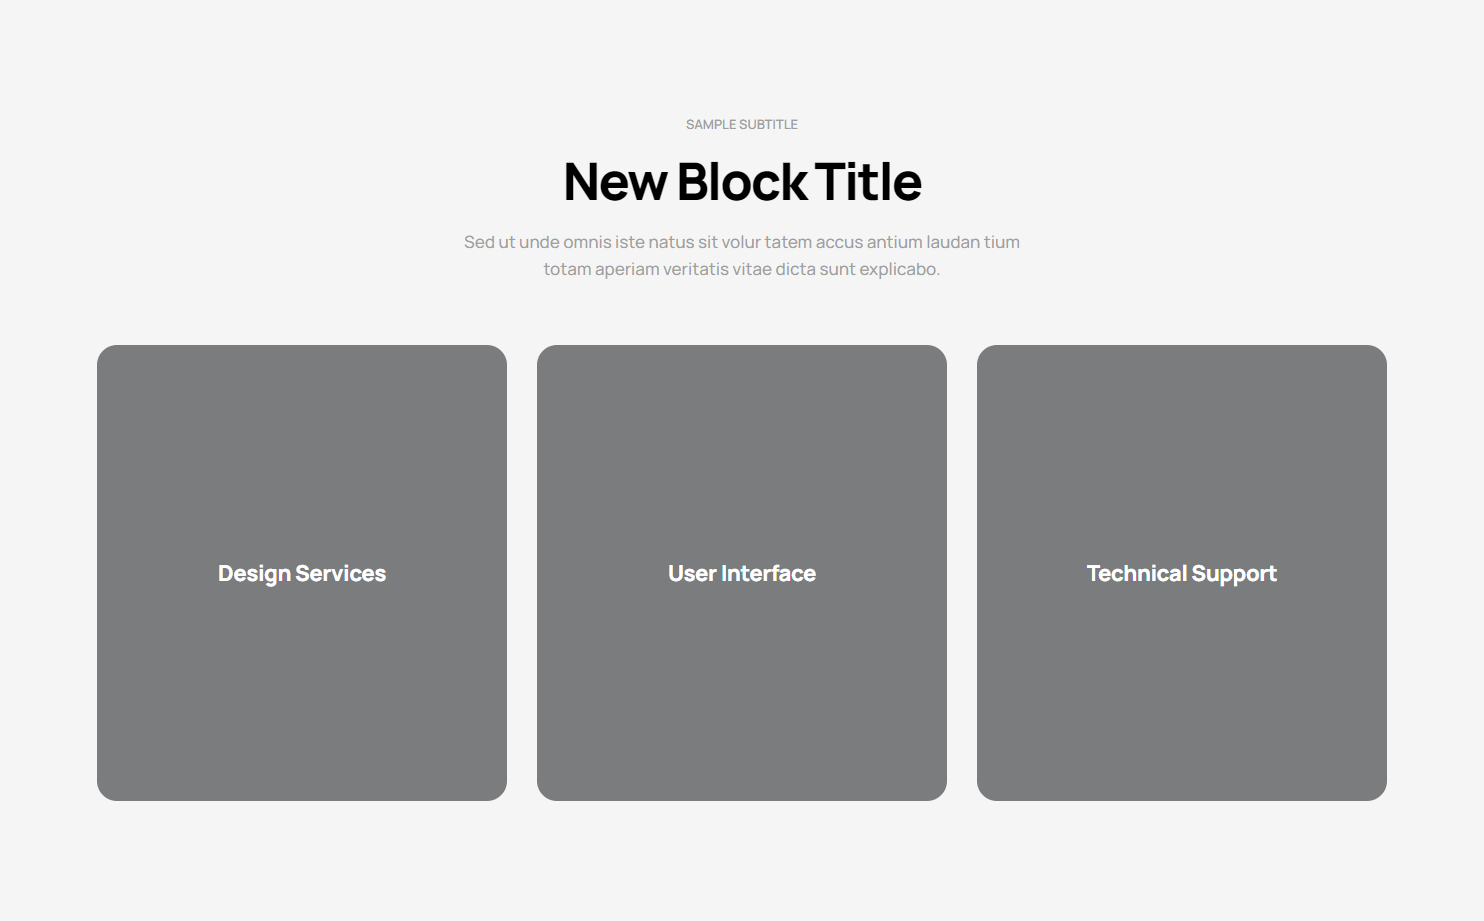 SAMPLE SUBTITLE
New Block Title
Sed ut unde omnis iste natus sit volur tatem accus antium laudan tium
totam aperiam veritatis vitae dicta sunt explicabo.
Design Services
User Interface
Technical Support